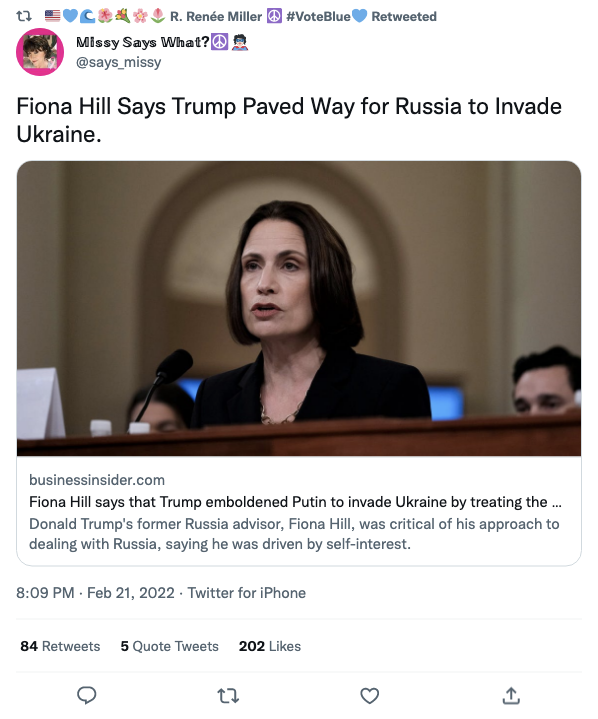 🇺🇸💙🌊🌺💐🌸🌷 R. Renée Miller ☮️ #VoteBlue💙 Retweeted
𝕄𝕚𝕤𝕤𝕪 𝕊𝕒𝕪𝕤 𝕎𝕙𝕒𝕥?☮️
@says_missy
Fiona Hill Says Trump Paved Way for Russia to Invade
Ukraine.
businessinsider.com
Fiona Hill says that Trump emboldened Putin to invade Ukraine by treating the ...
Donald Trump's former Russia advisor, Fiona Hill, was critical of his approach to
dealing with Russia, saying he was driven by self-interest.
8:09 PM · Feb 21, 2022 · Twitter for iPhone
84 Retweets 5 Quote Tweets 202 Likes